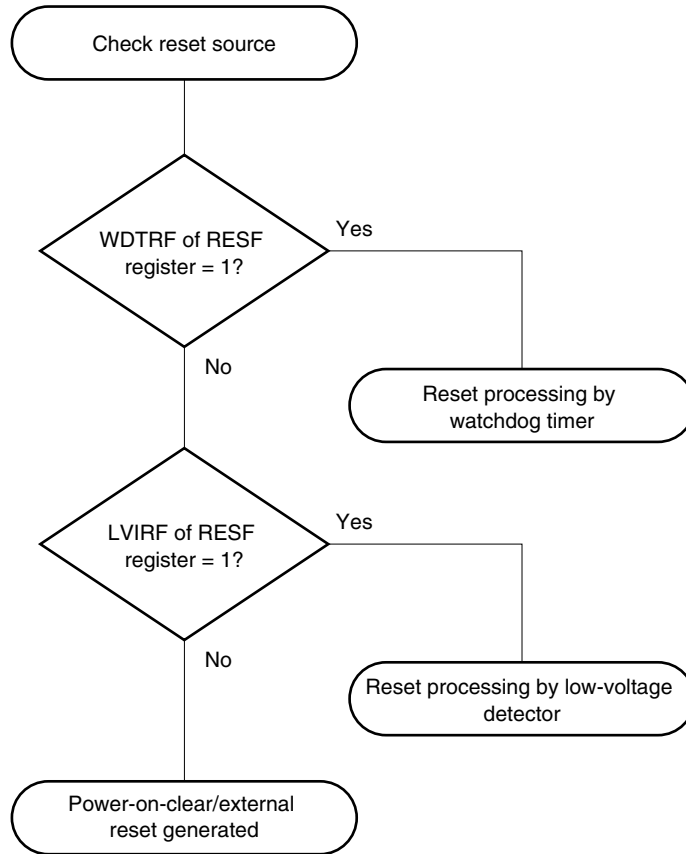 Check reset source
WDTRF of RESF
register = 1?
Yes
No
Reset processing by
watchdog timer
LVIRF of RESF
register = 1?
Yes
No
Reset processing by low-voltage
detector
Power-on-clear/external
reset generated